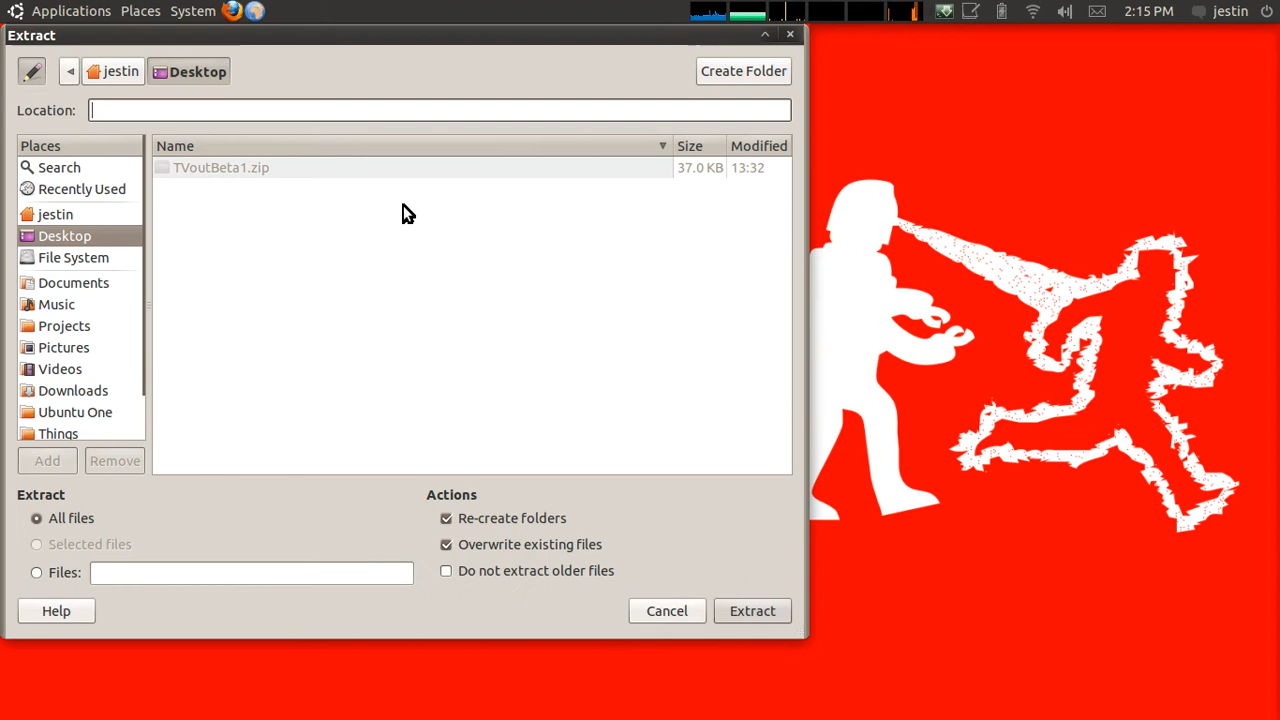 Applications Places System 2:15 PM jestin
Extract
jestin Desktop Create Folder
Location:
Places Name Size Modified
Search TVoutBeta1.zip 37.0 KB 13:32
Recently Used
jestin
Desktop
File System
Documents
Music
Projects
Pictures
Videos
Downloads
Ubuntu One
Things
Add Remove
Extract Actions
All files Re-create folders
Selected files Overwrite existing files
Files: Do not extract older files
Help Cancel Extract